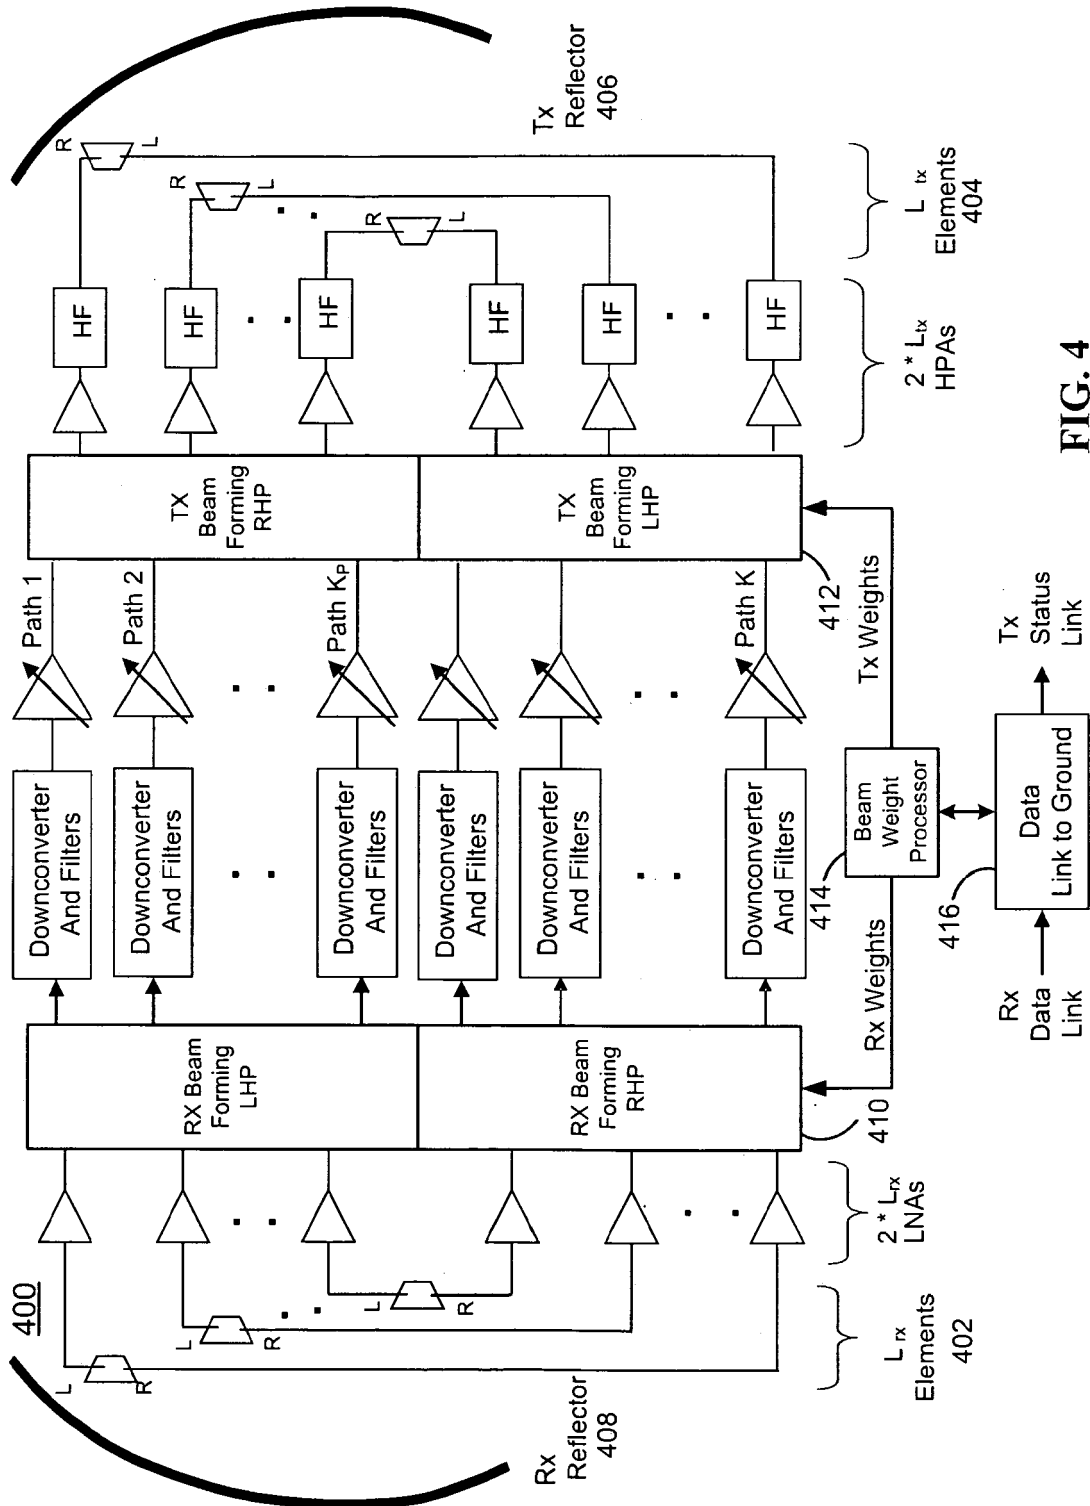 400
Rx
Reflector
408
Tx
Reflector
406
L
R
L
R
L
R
RX Beam
Forming
LHP
RX Beam
Forming
RHP
410
Downconverter
And Filters
Downconverter
And Filters
Downconverter
And Filters
Downconverter
And Filters
Downconverter
And Filters
Downconverter
And Filters
Path 1
Path 2
Path KP
Path K
TX
Beam
Forming
RHP
TX
Beam
Forming
LHP
412
HF
HF
HF
HF
HF
HF
R
L
R
L
R
L
L rx
Elements
402
2 * Lrx
LNAs
Rx Weights
414
Beam
Weight
Processor
Tx Weights
2 * Ltx
HPAs
L tx
Elements
404
Rx
Data
Link
416
Data
Link to Ground
Tx
Status
Link
FIG. 4